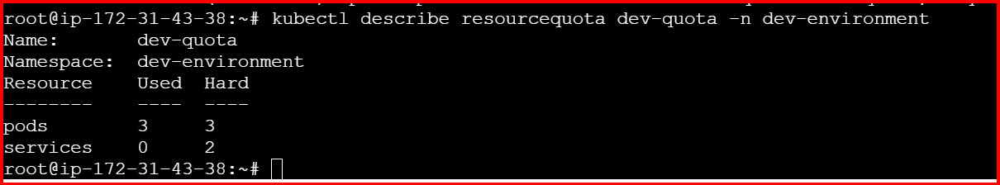 root@ip-172-31-43-38:~# kubectl describe resourcequota dev-quota -n dev-environment
Name:       dev-quota
Namespace:  dev-environment
Resource    Used  Hard
--------    ----  ----
pods        3     3
services    0     2
root@ip-172-31-43-38:~#